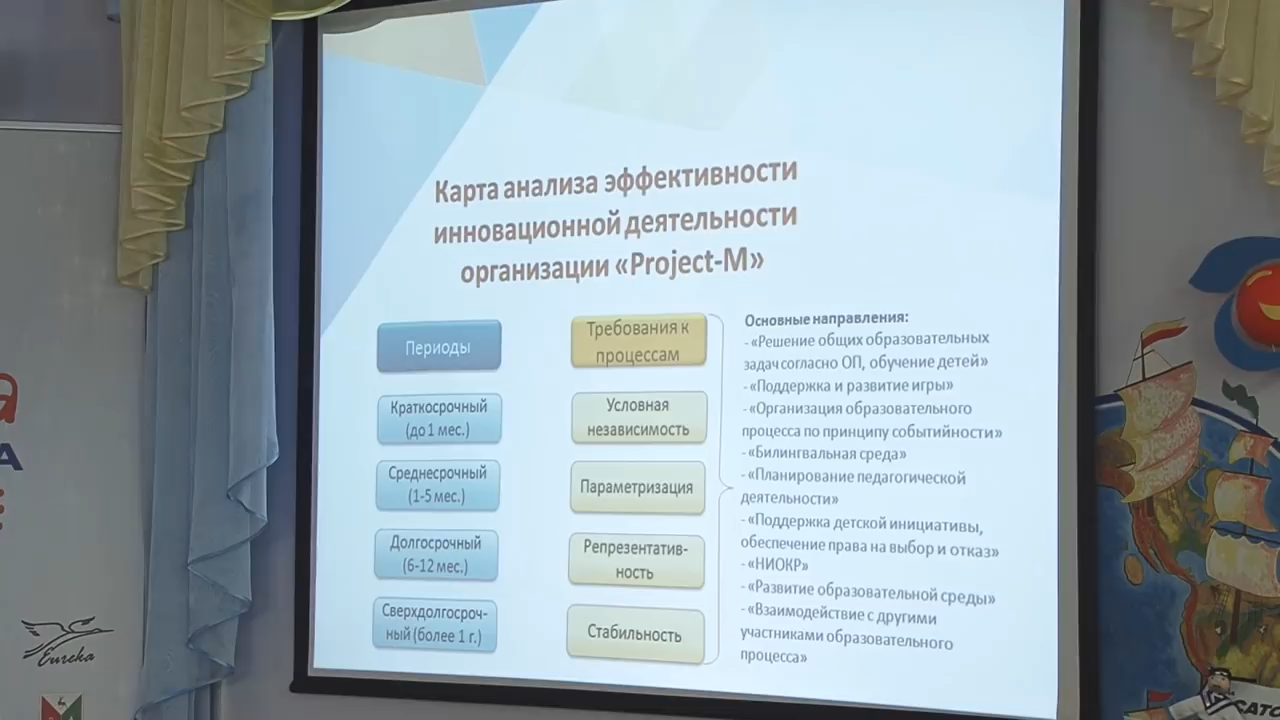 Карта анализа эффективности
инновационной деятельности
организации «Project-M»
Периоды
Краткосрочный
(до 1 мес.)
Среднесрочный
(1-5 мес.)
Долгосрочный
(6-12 мес.)
Сверхдолгосроч-
ный (более 1 г.)
Требования к
процессам
Условная
независимость
Параметризация
Репрезентатив-
ность
Стабильность
Основные направления:
- «Решение общих образовательных
задач согласно ОП, обучение детей»
- «Поддержка и развитие игры»
- «Организация образовательного
процесса по принципу событийности»
- «Билингвальная среда»
- «Планирование педагогической
деятельности»
- «Поддержка детской инициативы,
обеспечение права на выбор и отказ»
- «НИОКР»
- «Развитие образовательной среды»
- «Взаимодействие с другими
участниками образовательного
процесса»
Eureka